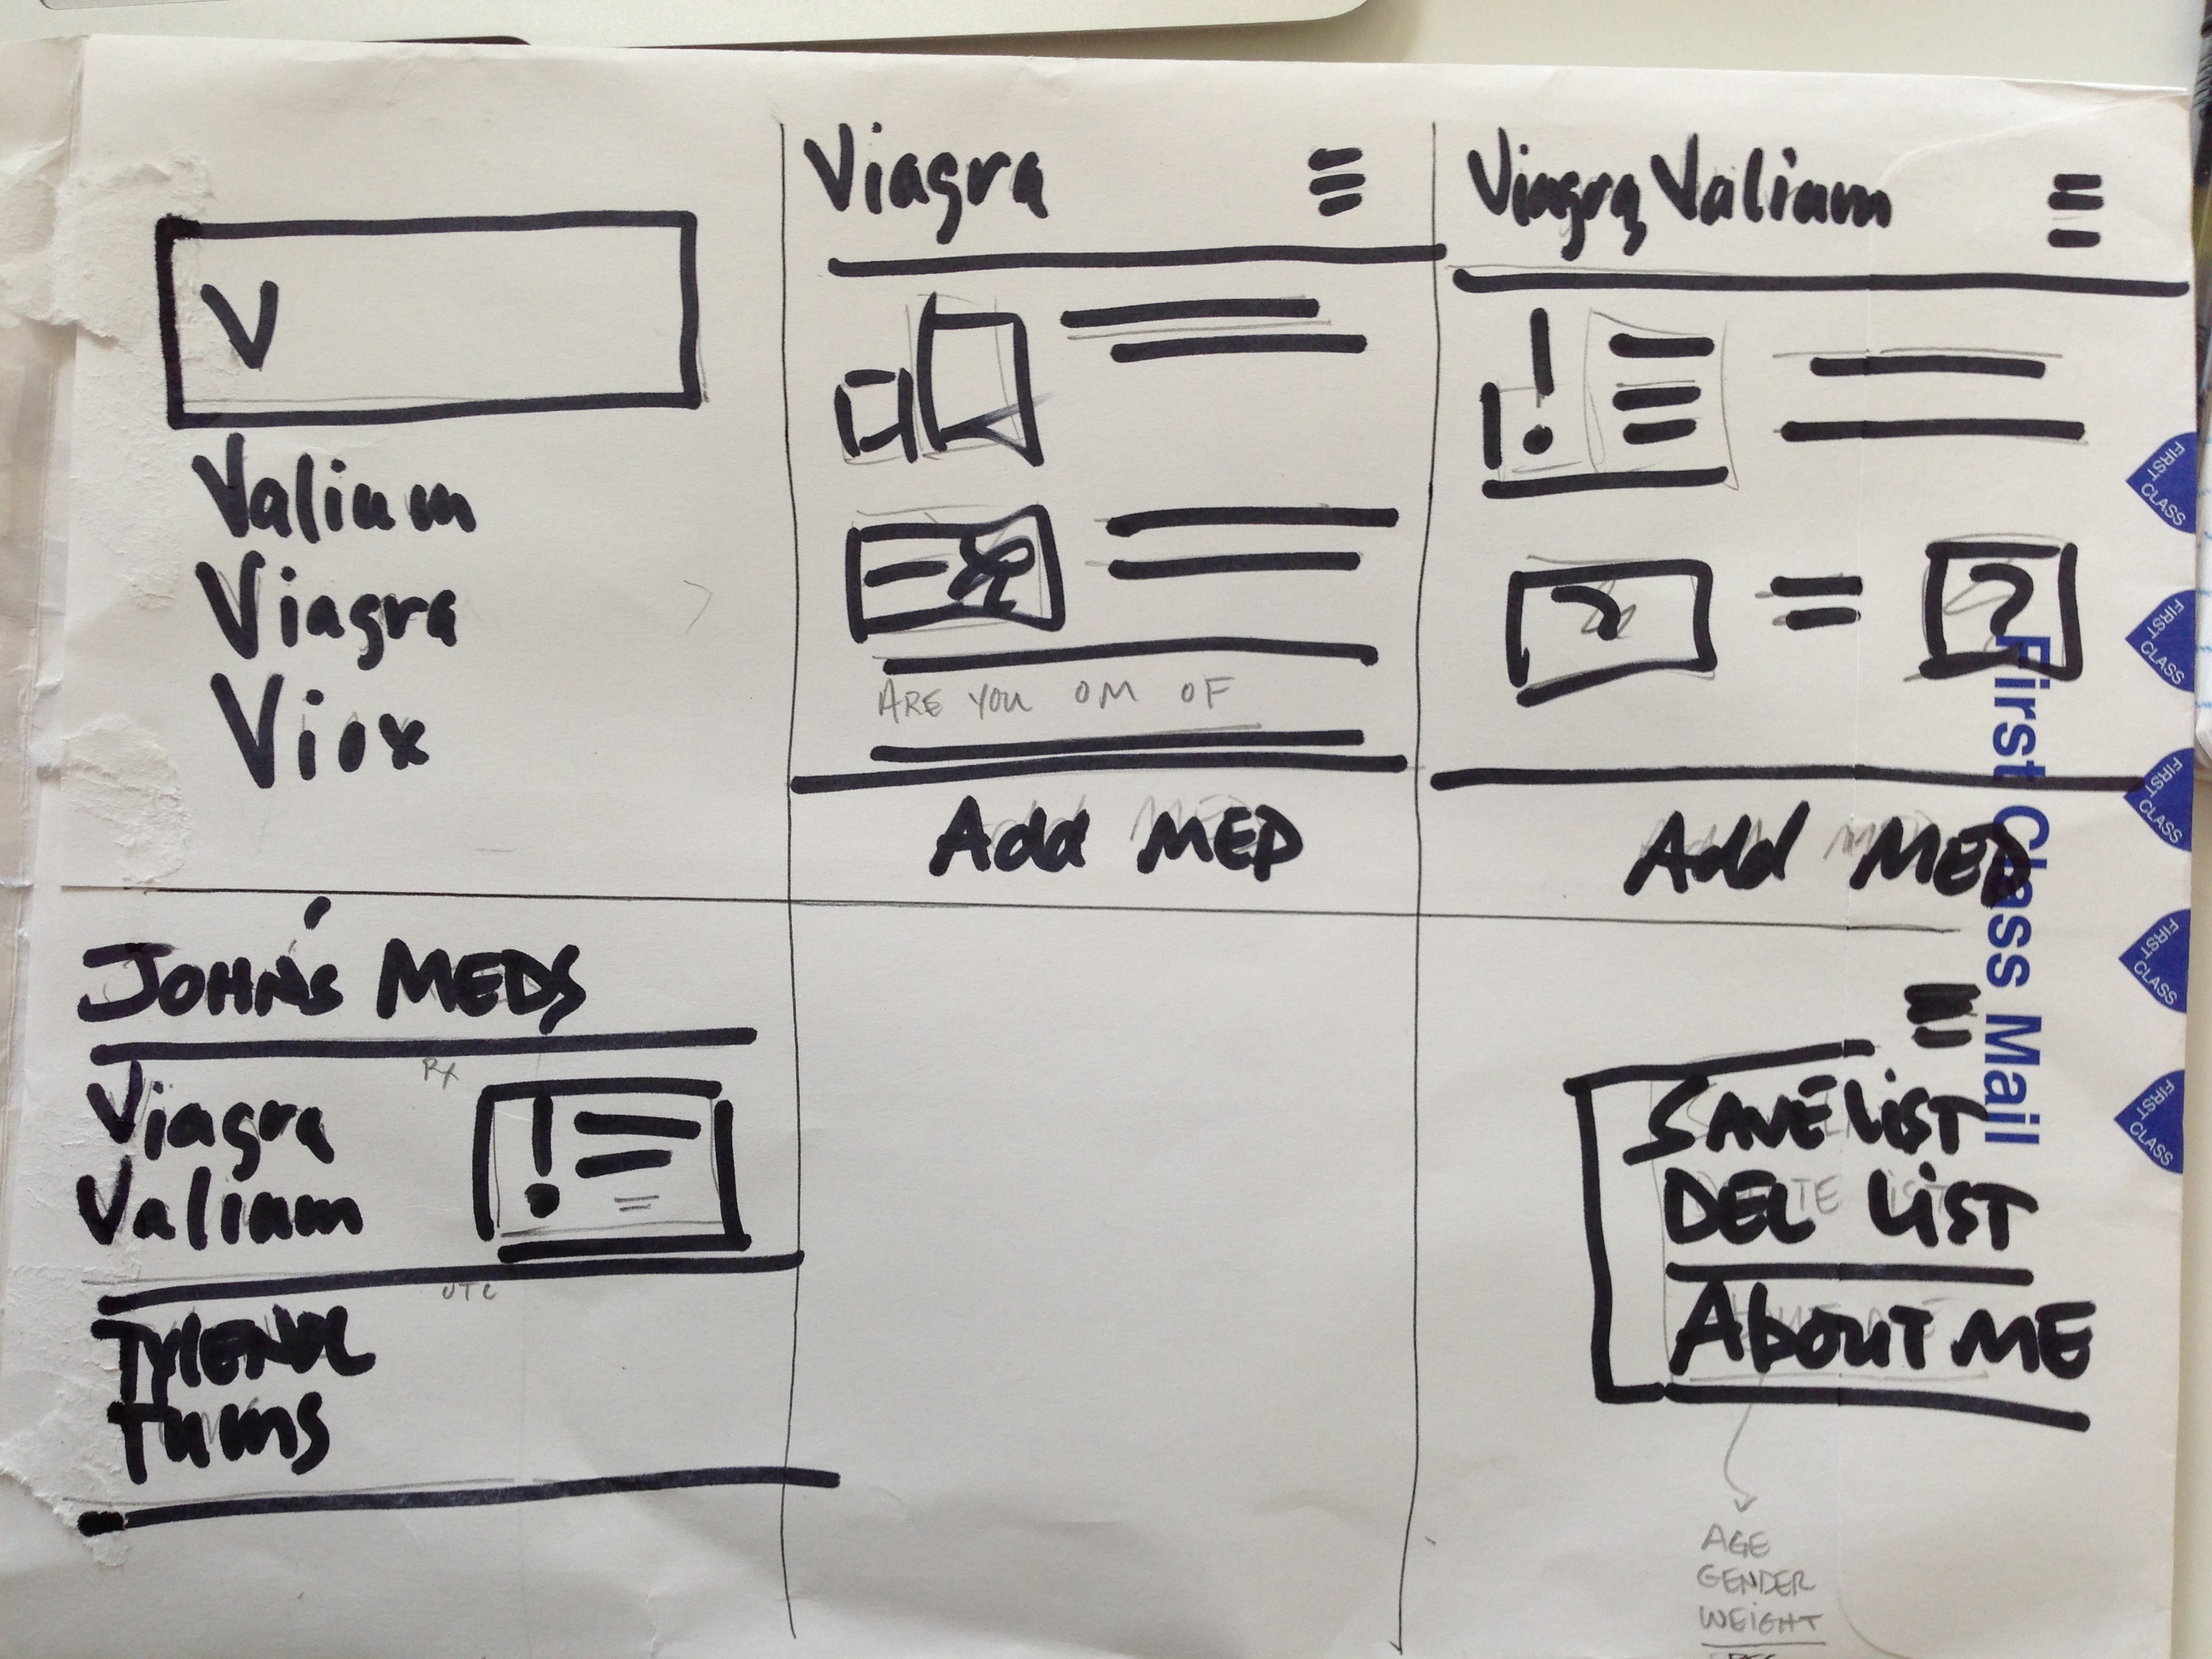 V
Valium
Viagra
Viox
Viagra
ARE YOU OM OF
Add MED
Viagra, Valium
!
? = ?
Add MED
JOHN'S MEDS
RX
Viagra
Valium
!
OTC
TYLENOL
Tums
SAVE LIST
DEL LIST
ABOUT ME
AGE
GENDER
WEIGHT
First Class Mail
FIRST CLASS
FIRST CLASS
FIRST CLASS
FIRST CLASS
FIRST CLASS